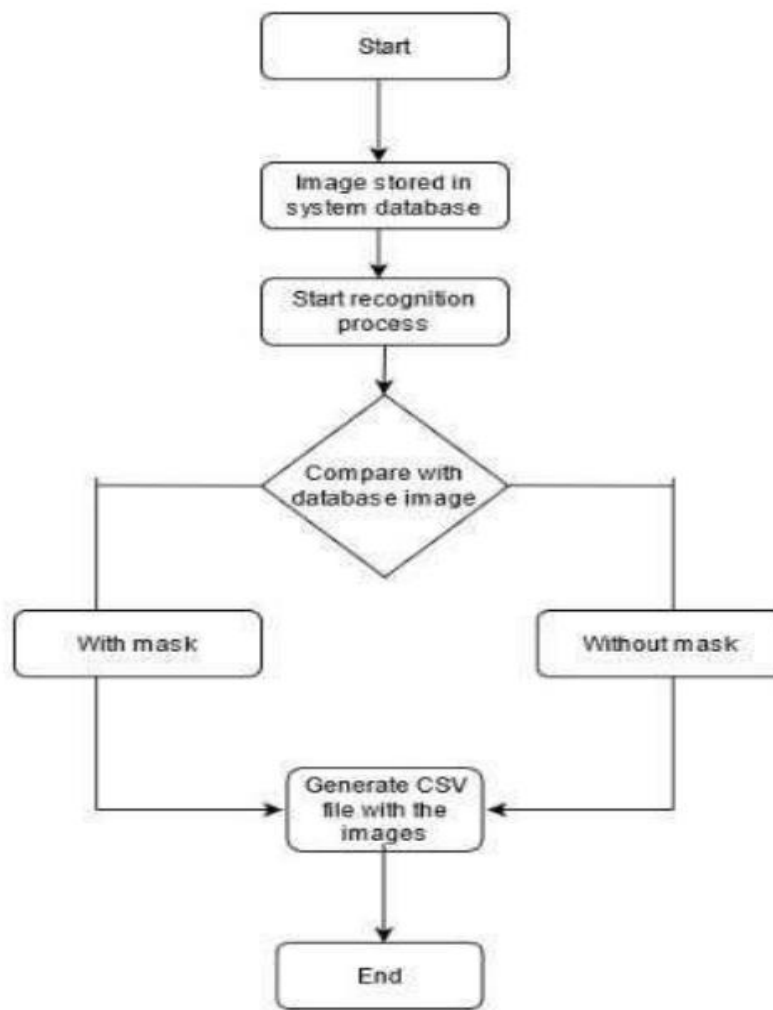 Start
Image stored in
system database
Start recognition
process
Compare with
database image
With mask
Without mask
Generate CSV
file with the
images
End